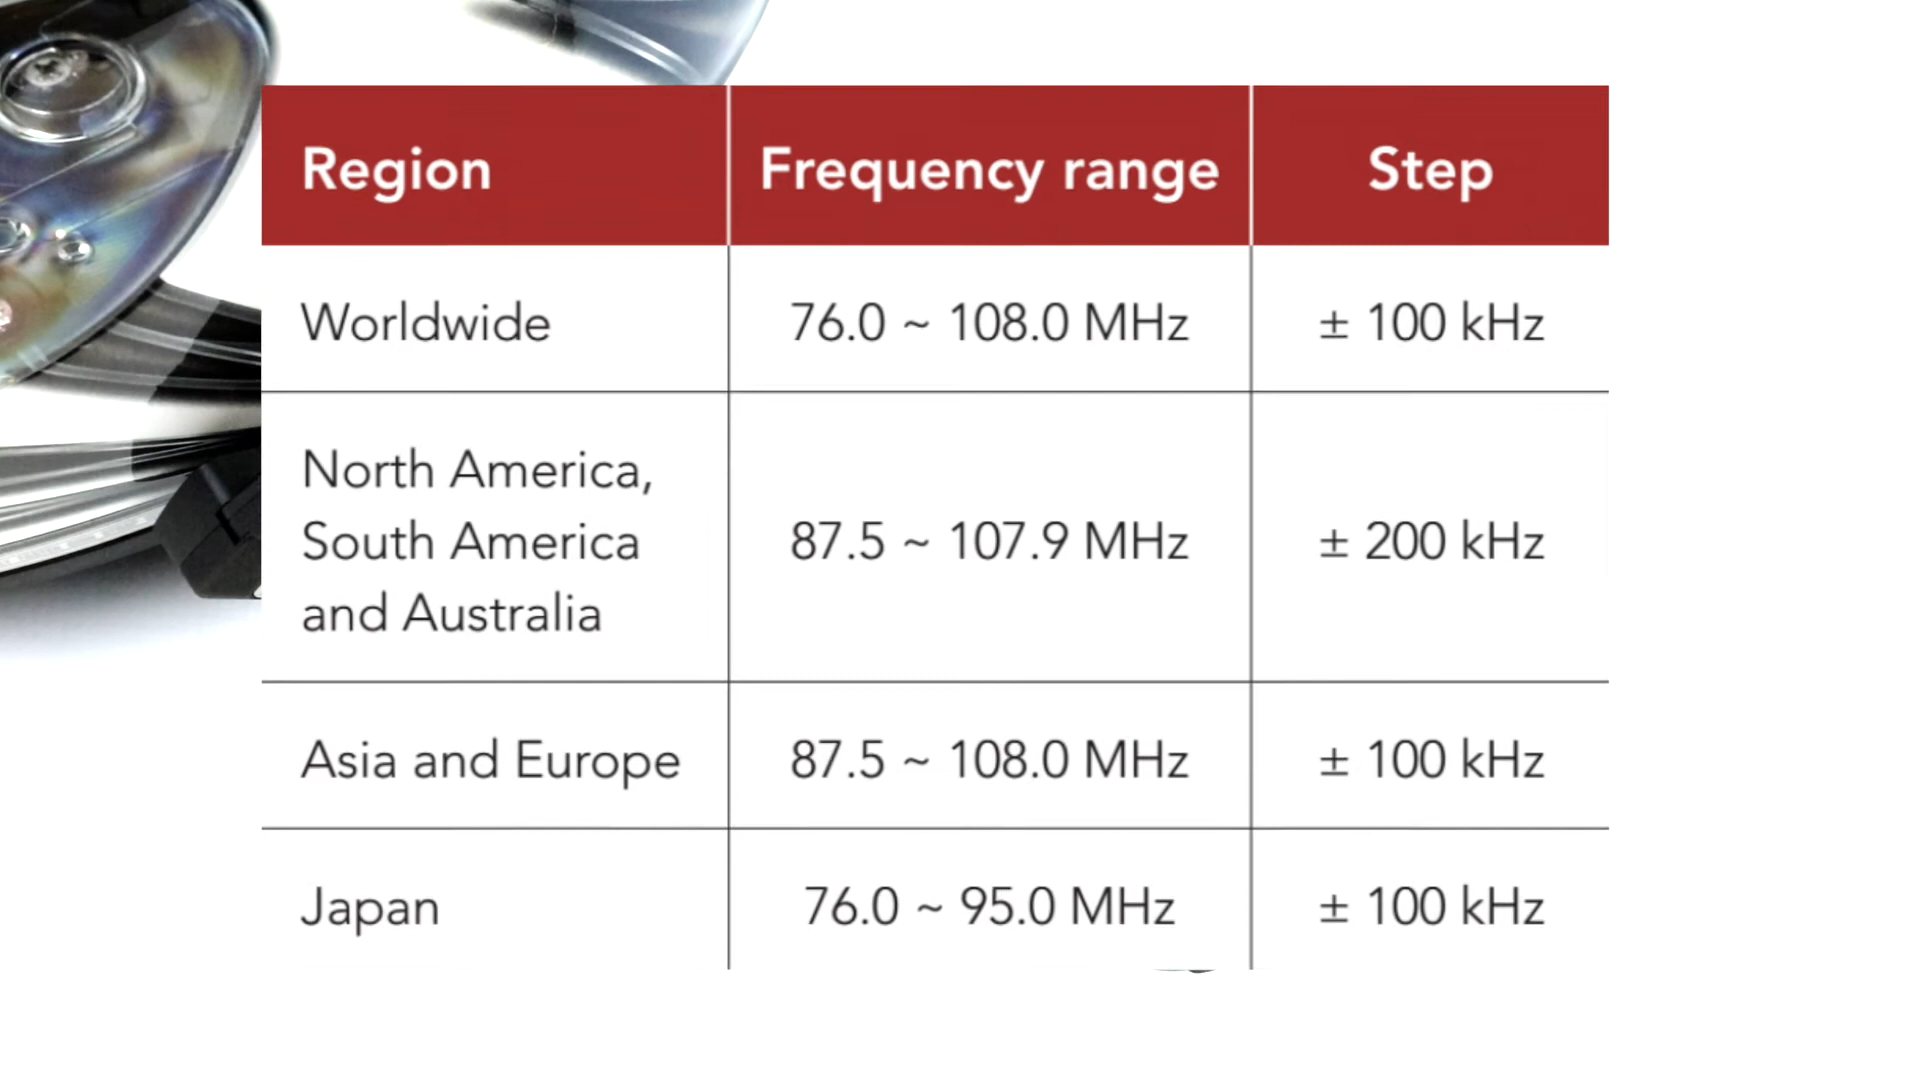 Region Frequency range Step
Worldwide 76.0 ~ 108.0 MHz ± 100 kHz
North America,
South America 87.5 ~ 107.9 MHz ± 200 kHz
and Australia
Asia and Europe 87.5 ~ 108.0 MHz ± 100 kHz
Japan 76.0 ~ 95.0 MHz ± 100 kHz